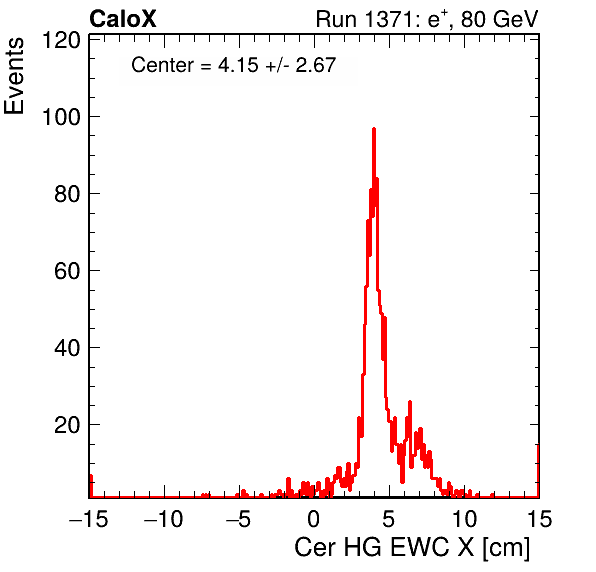 CaloX Run 1371: e⁺, 80 GeV
Center = 4.15 +/- 2.67
Events
120
100
80
60
40
20
−15 −10 −5 0 5 10 15
Cer HG EWC X [cm]